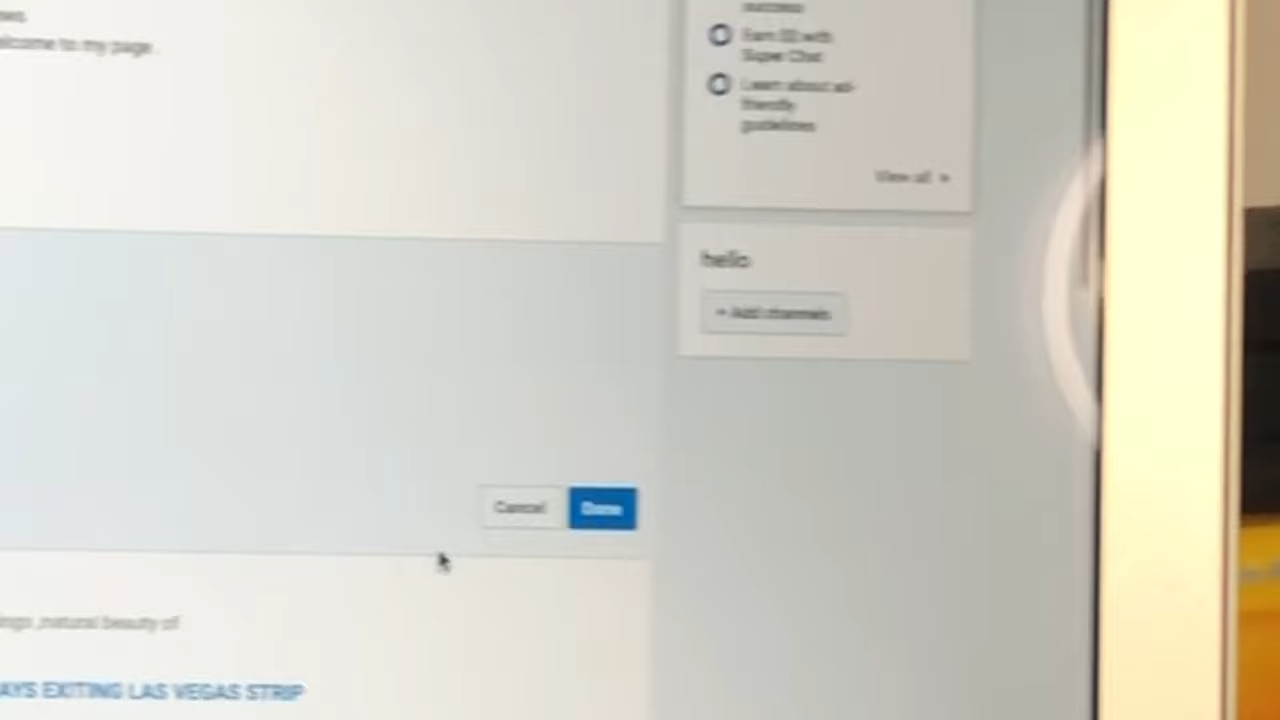 welcome to my page
success
Earn $$ with
Super Chat
Learn about ad-
friendly
guidelines
View all
hello
+ Add channels
Cancel
Done
,natural beauty of
EXITING LAS VEGAS STRIP